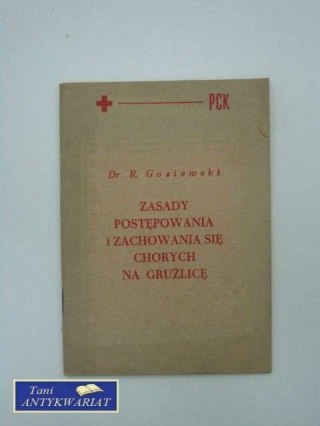 PCK
Dr R. Gosiewski
ZASADY
POSTĘPOWANIA
I ZACHOWANIA SIĘ
CHORYCH
NA GRUŹLICĘ
Tani
ANTYKWARIAT